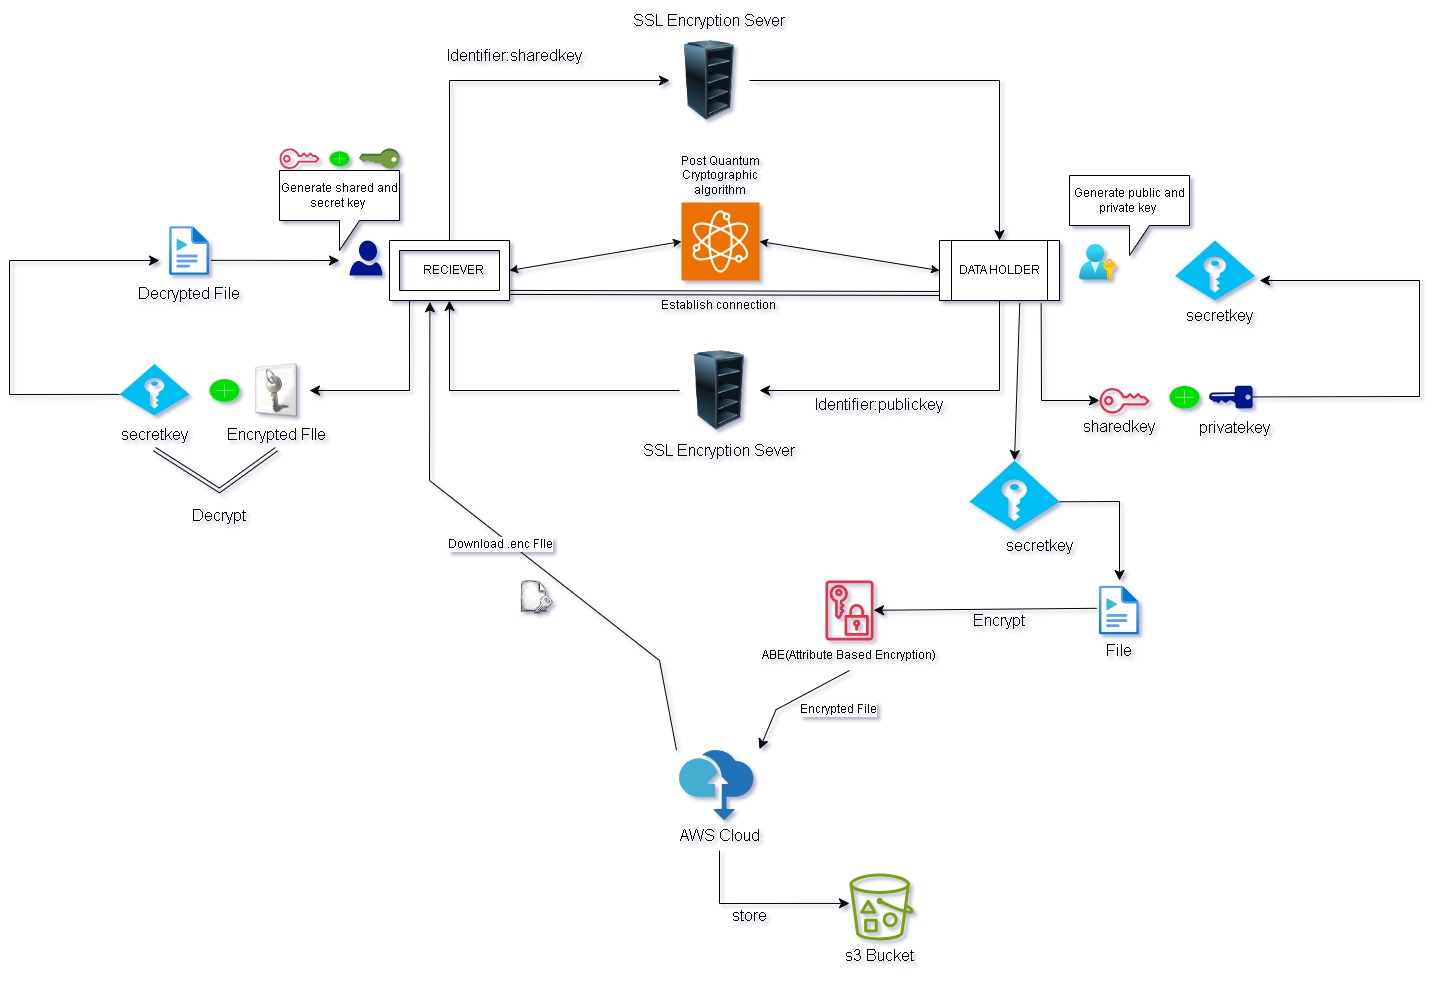 SSL Encryption Sever
Identifier:sharedkey
Post Quantum
Cryptographic
algorithm
Generate shared and
secret key
Generate public and
private key
RECIEVER
DATAHOLDER
Decrypted File
Establish connection
secretkey
Identifier:publickey
sharedkey
privatekey
secretkey
Encrypted FIle
SSL Encryption Sever
Decrypt
Download .enc FIle
secretkey
Encrypt
File
ABE(Attribute Based Encryption)
Encrypted File
AWS Cloud
store
s3 Bucket